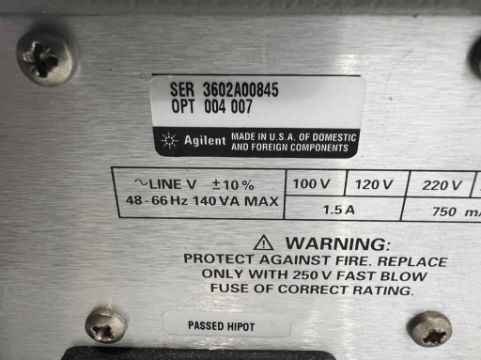 SER 3602A00845
OPT 004 007
Agilent MADE IN U.S.A. OF DOMESTIC
AND FOREIGN COMPONENTS
~LINE V ±10% 100 V 120 V 220 V
48-66 Hz 140 VA MAX 1.5 A 750 m
⚠ WARNING:
PROTECT AGAINST FIRE. REPLACE
ONLY WITH 250 V FAST BLOW
FUSE OF CORRECT RATING.
PASSED HIPOT